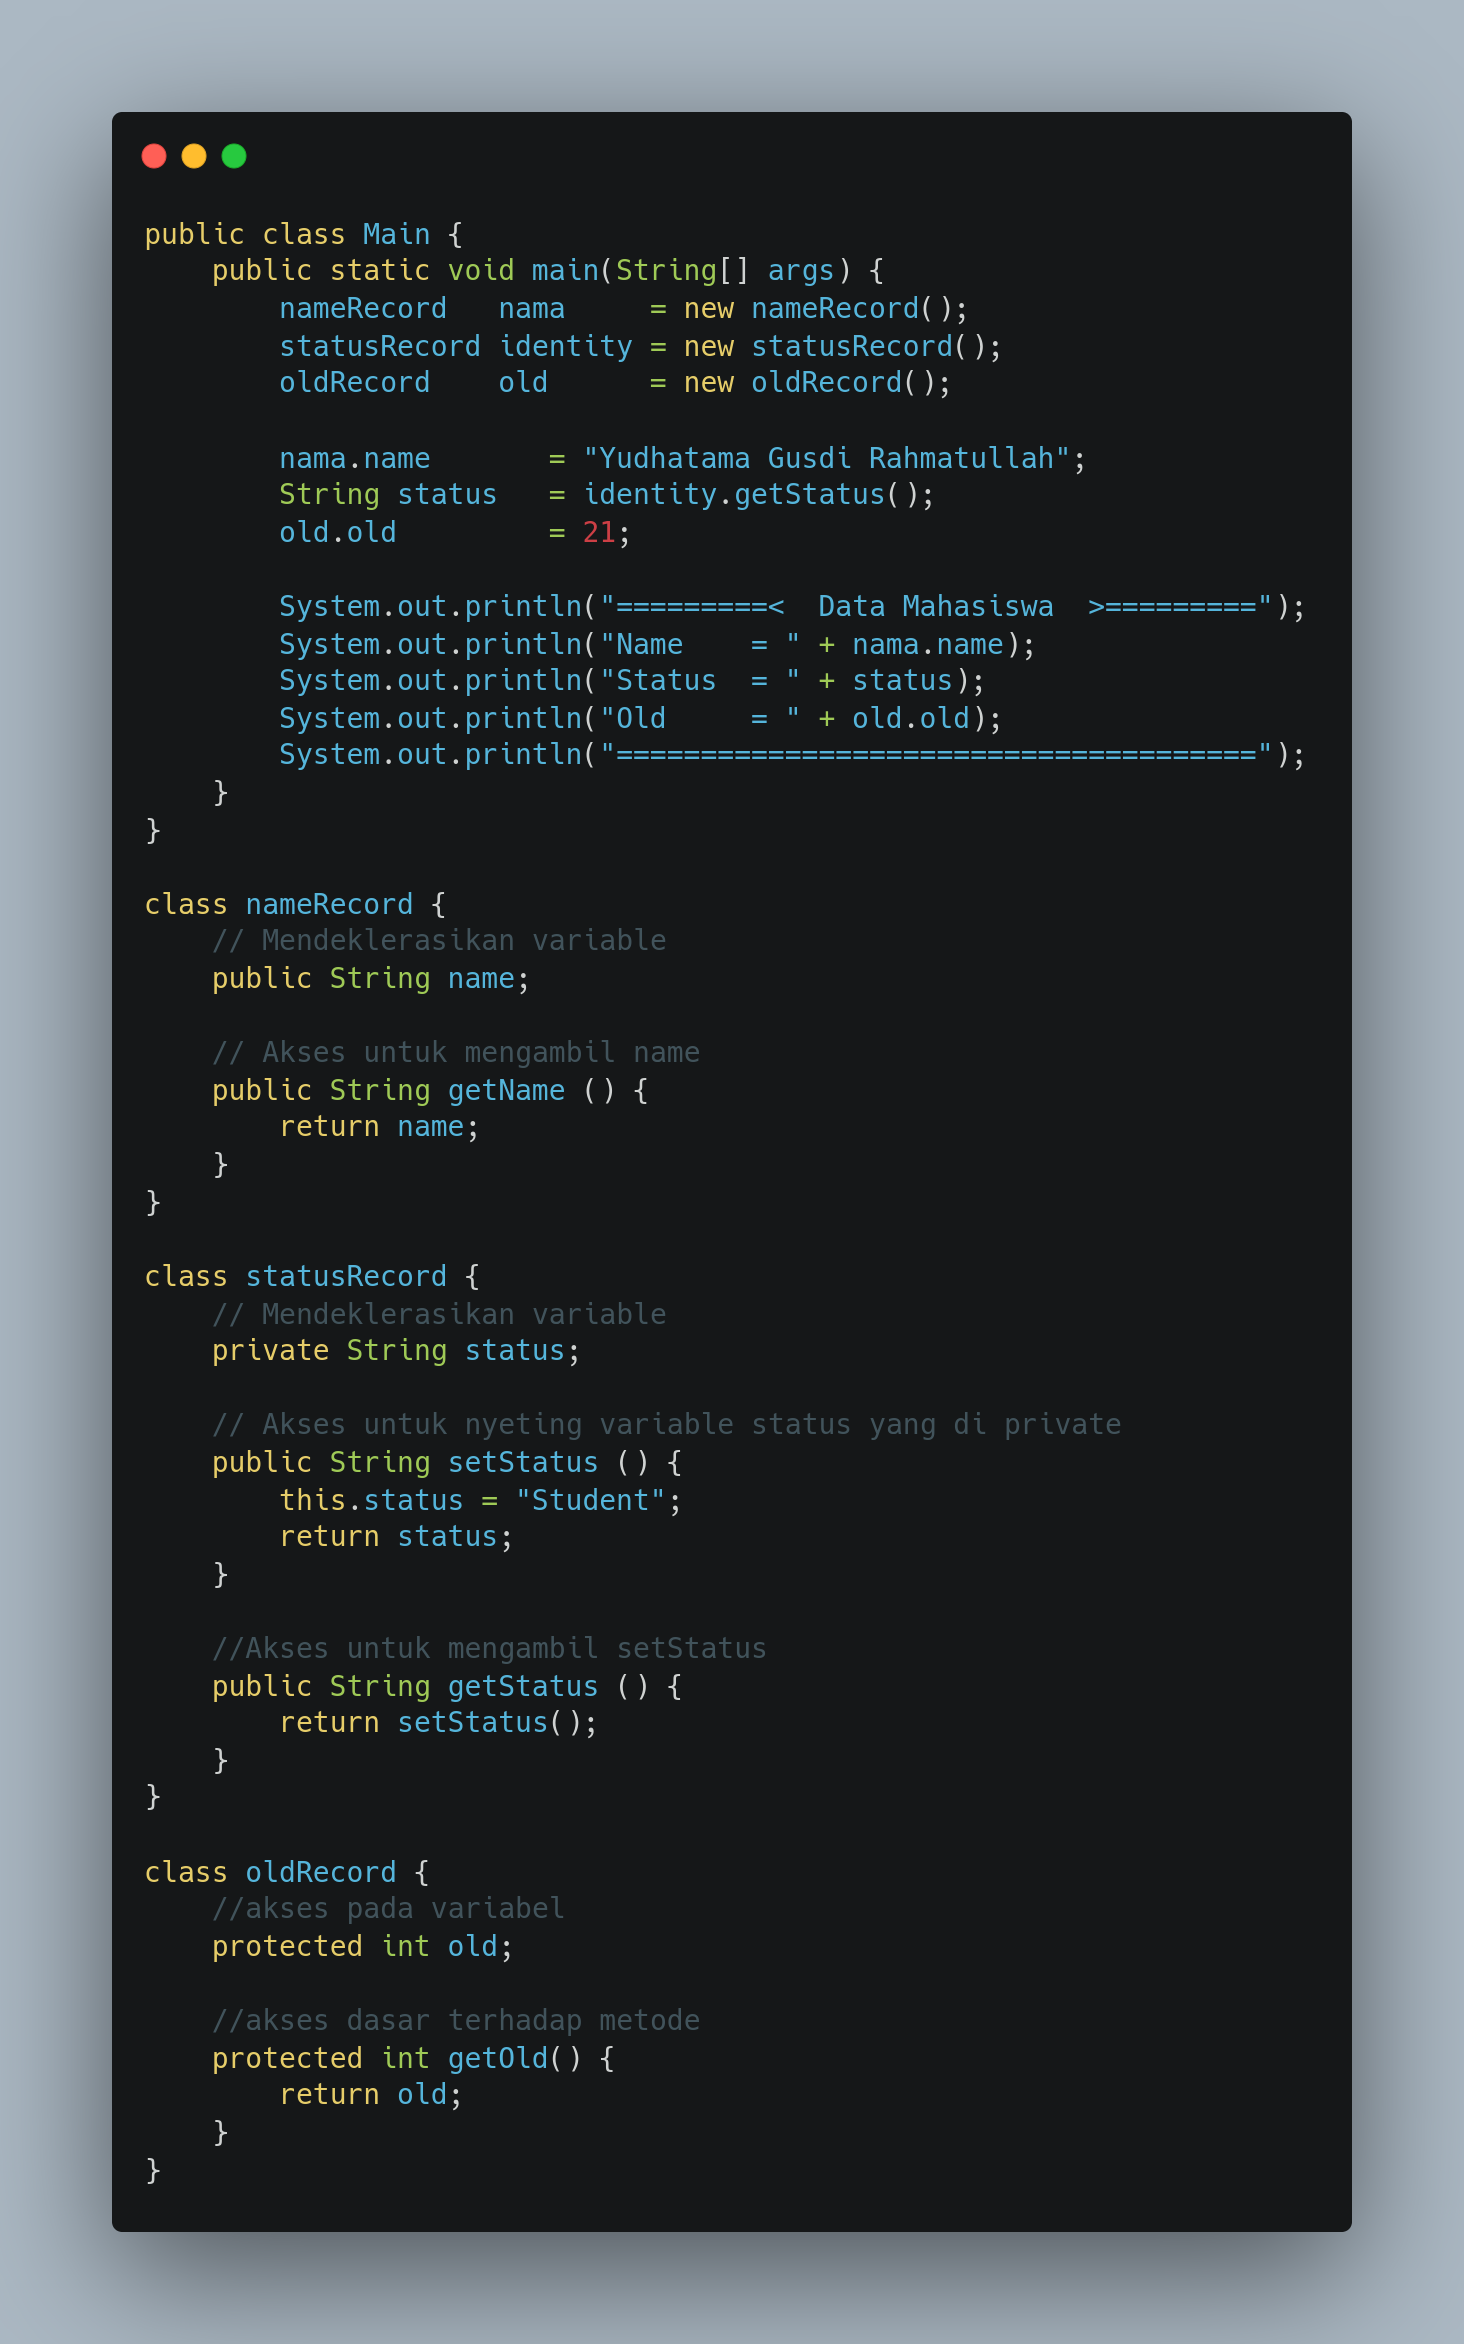 public class Main {
    public static void main(String[] args) {
        nameRecord   nama     = new nameRecord();
        statusRecord identity = new statusRecord();
        oldRecord    old      = new oldRecord();

        nama.name       = "Yudhatama Gusdi Rahmatullah";
        String status   = identity.getStatus();
        old.old         = 21;

        System.out.println("=========<  Data Mahasiswa  >=========");
        System.out.println("Name    = " + nama.name);
        System.out.println("Status  = " + status);
        System.out.println("Old     = " + old.old);
        System.out.println("======================================");
    }
}

class nameRecord {
    // Mendeklerasikan variable
    public String name;

    // Akses untuk mengambil name
    public String getName () {
        return name;
    }
}

class statusRecord {
    // Mendeklerasikan variable
    private String status;

    // Akses untuk nyeting variable status yang di private
    public String setStatus () {
        this.status = "Student";
        return status;
    }

    //Akses untuk mengambil setStatus
    public String getStatus () {
        return setStatus();
    }
}

class oldRecord {
    //akses pada variabel
    protected int old;

    //akses dasar terhadap metode
    protected int getOld() {
        return old;
    }
}